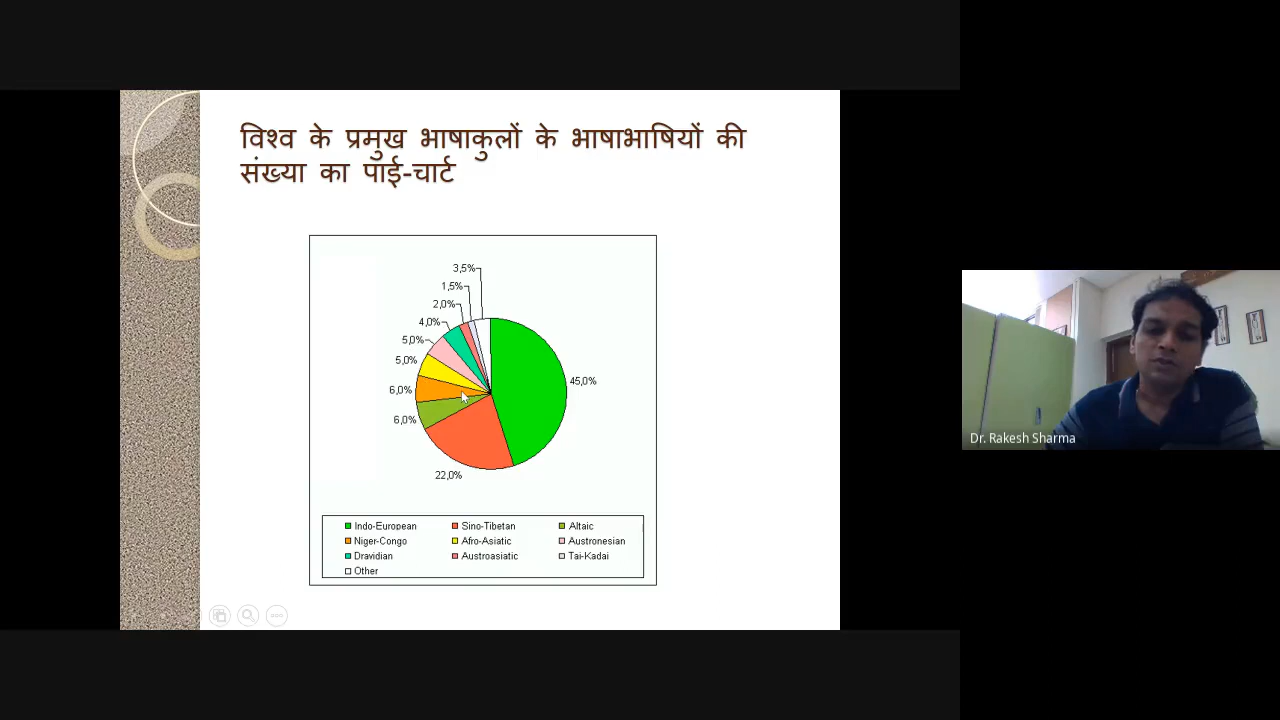 विश्व के प्रमुख भाषाकुलों के भाषाभाषियों की
संख्या का पाई-चार्ट
3,5%
1,5%
2,0%
4,0%
5,0%
5,0%
6,0%
6,0%
22,0%
45,0%
Indo-European Sino-Tibetan Altaic
Niger-Congo Afro-Asiatic Austronesian
Dravidian Austroasiatic Tai-Kadai
Other
Dr. Rakesh Sharma